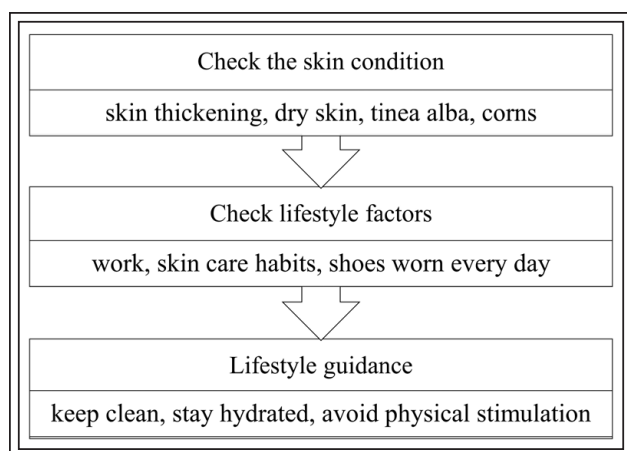 Check the skin condition
skin thickening, dry skin, tinea alba, corns
Check lifestyle factors
work, skin care habits, shoes worn every day
Lifestyle guidance
keep clean, stay hydrated, avoid physical stimulation